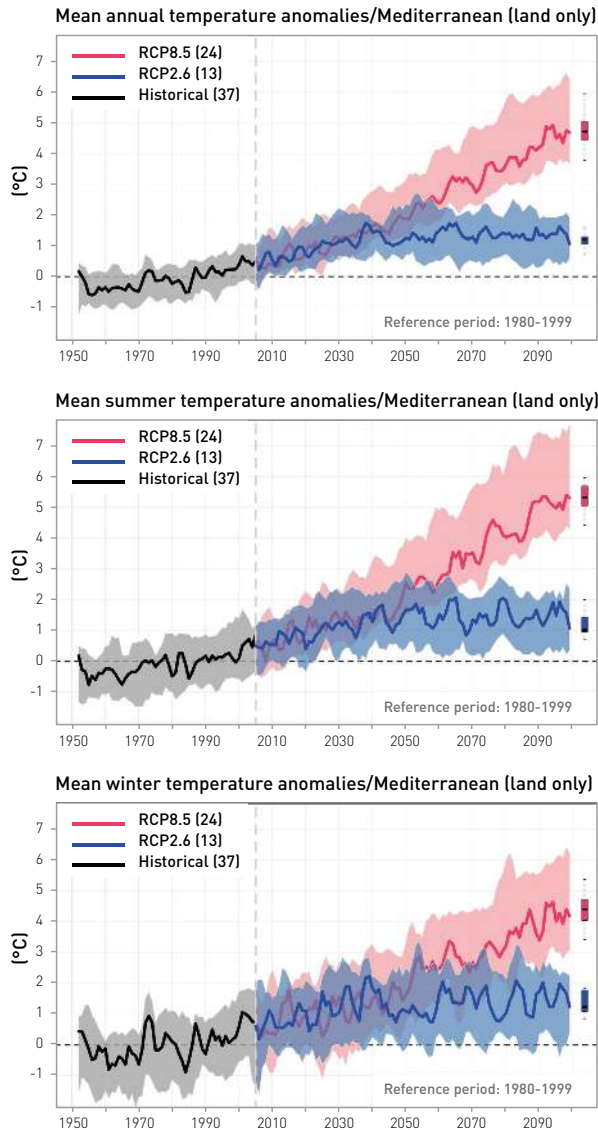 Mean annual temperature anomalies/Mediterranean (land only)
RCP8.5 (24)
RCP2.6 (13)
Historical (37)
7
6
5
4
3
2
1
0
-1
(°C)
Reference period: 1980-1999
1950 1970 1990 2010 2030 2050 2070 2090
Mean summer temperature anomalies/Mediterranean (land only)
RCP8.5 (24)
RCP2.6 (13)
Historical (37)
7
6
5
4
3
2
1
0
-1
(°C)
Reference period: 1980-1999
1950 1970 1990 2010 2030 2050 2070 2090
Mean winter temperature anomalies/Mediterranean (land only)
RCP8.5 (24)
RCP2.6 (13)
Historical (37)
7
6
5
4
3
2
1
0
-1
(°C)
Reference period: 1980-1999
1950 1970 1990 2010 2030 2050 2070 2090